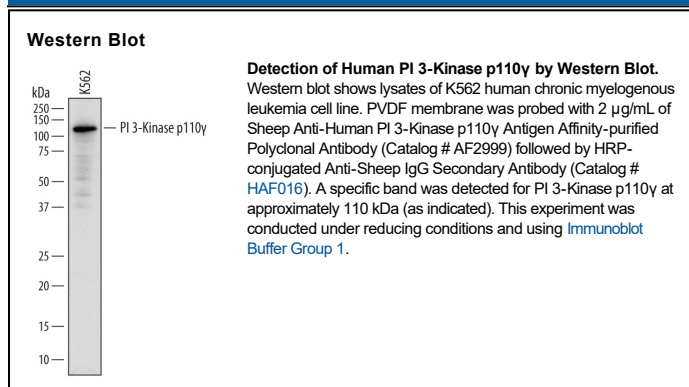 Western Blot
kDa
K562
250
150
100
75
50
37
25
20
15
10
PI 3-Kinase p110γ
Detection of Human PI 3-Kinase p110γ by Western Blot.
Western blot shows lysates of K562 human chronic myelogenous
leukemia cell line. PVDF membrane was probed with 2 µg/mL of
Sheep Anti-Human PI 3-Kinase p110γ Antigen Affinity-purified
Polyclonal Antibody (Catalog # AF2999) followed by HRP-
conjugated Anti-Sheep IgG Secondary Antibody (Catalog #
HAF016). A specific band was detected for PI 3-Kinase p110γ at
approximately 110 kDa (as indicated). This experiment was
conducted under reducing conditions and using Immunoblot
Buffer Group 1.